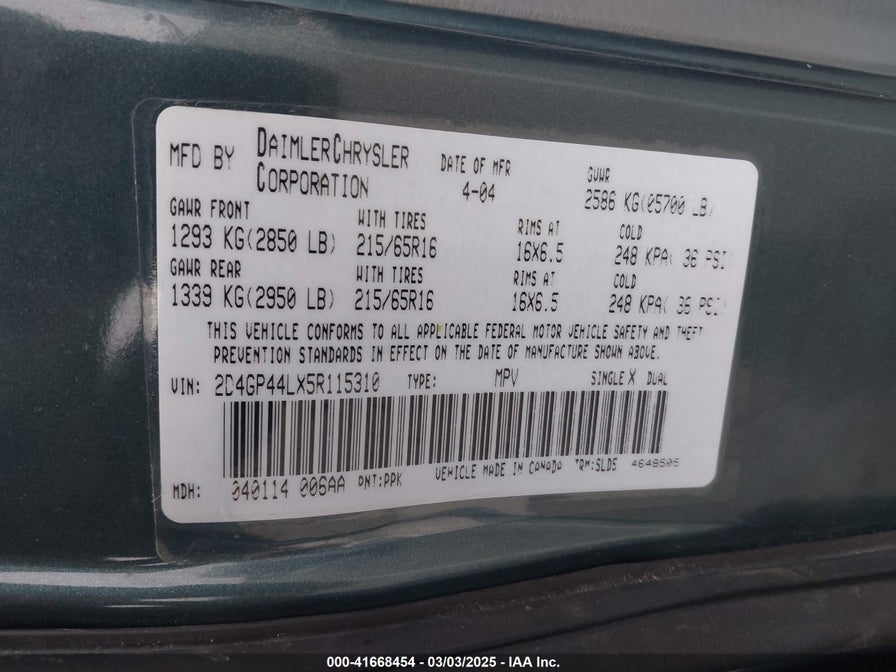 MFD BY DAIMLERCHRYSLER CORPORATION
DATE OF MFR 4-04
GVWR 2586 KG(05700 LB)
GAWR FRONT WITH TIRES RIMS AT COLD
1293 KG(2850 LB) 215/65R16 16X6.5 248 KPA( 36 PSI)
GAWR REAR WITH TIRES RIMS AT COLD
1339 KG(2950 LB) 215/65R16 16X6.5 248 KPA( 36 PSI)
THIS VEHICLE CONFORMS TO ALL APPLICABLE FEDERAL MOTOR VEHICLE SAFETY AND THEFT
PREVENTION STANDARDS IN EFFECT ON THE DATE OF MANUFACTURE SHOWN ABOVE.
VIN: 2D4GP44LX5R115310 TYPE: MPV SINGLE X DUAL
MDH: 040114 006AA PNT:PPK VEHICLE MADE IN CANADA TRM:SLD5 4648505
000-41668454 - 03/03/2025 - IAA Inc.